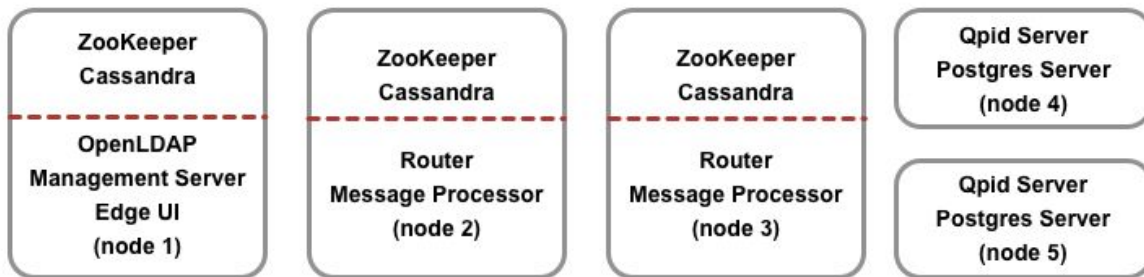 ZooKeeper
Cassandra
OpenLDAP
Management Server
Edge UI
(node 1)
ZooKeeper
Cassandra
Router
Message Processor
(node 2)
ZooKeeper
Cassandra
Router
Message Processor
(node 3)
Qpid Server
Postgres Server
(node 4)
Qpid Server
Postgres Server
(node 5)